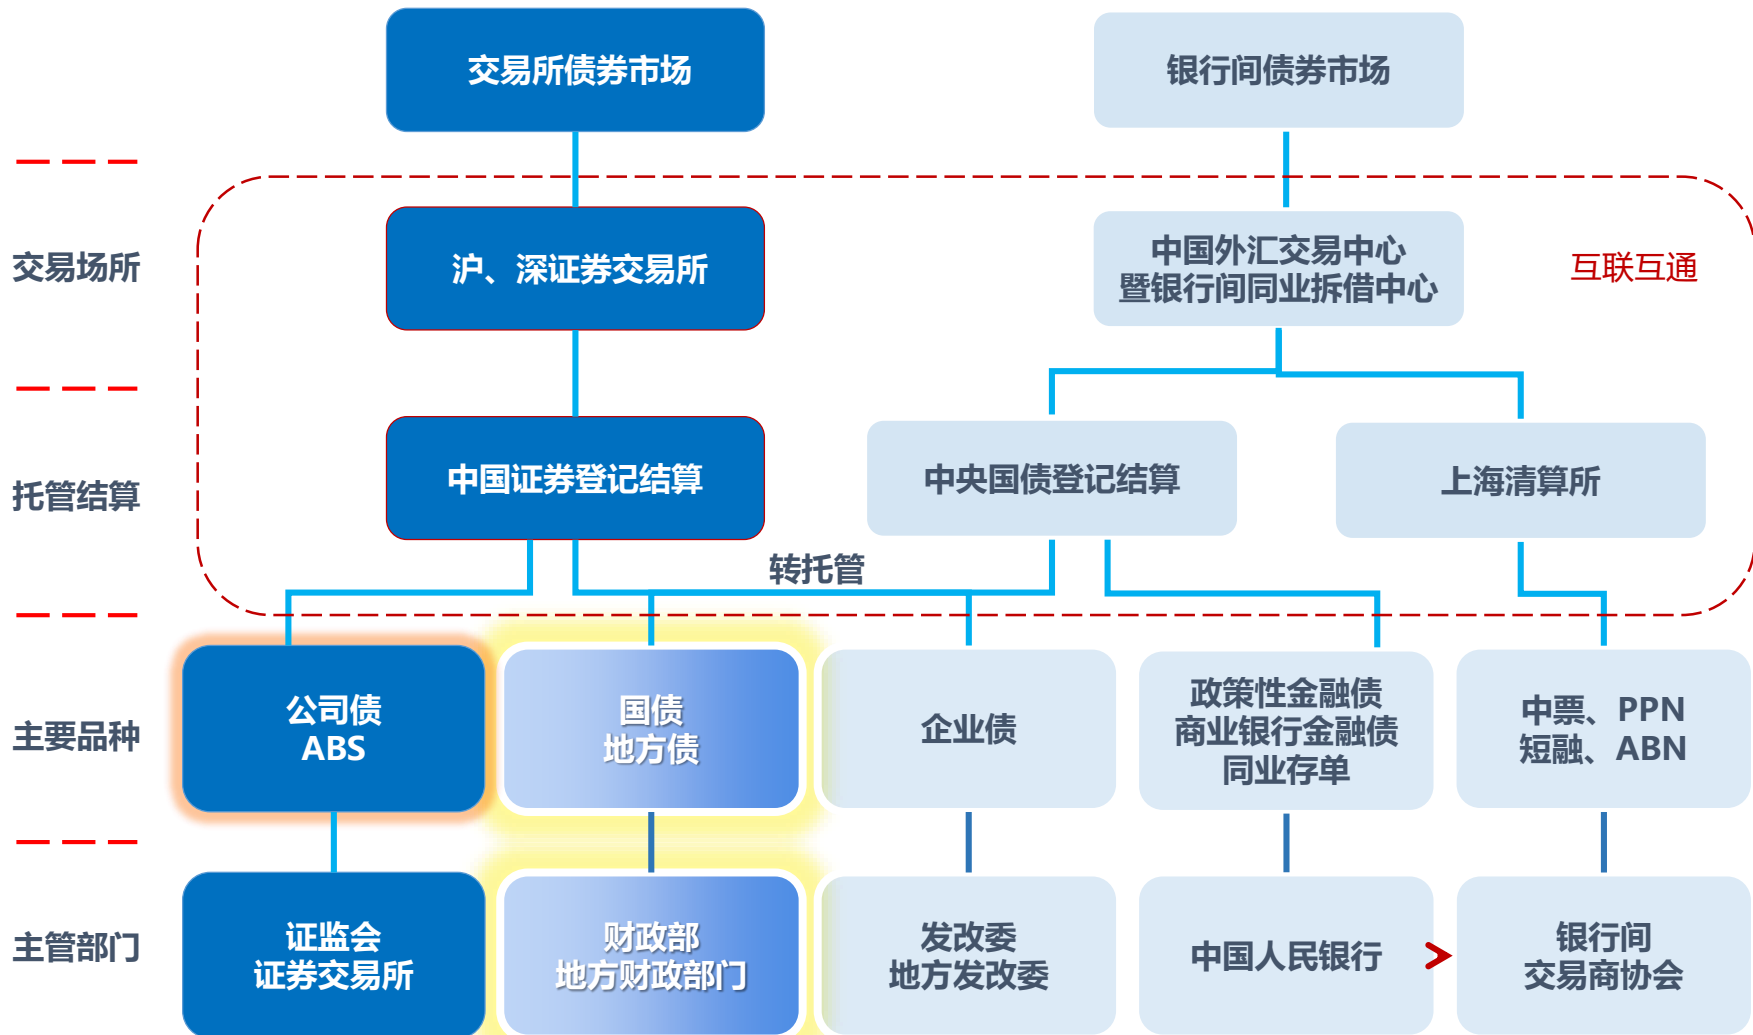 交易所债券市场
银行间债券市场
交易场所
沪、深证券交易所
中国外汇交易中心
暨银行间同业拆借中心
互联互通
托管结算
中国证券登记结算
中央国债登记结算
上海清算所
转托管
主要品种
公司债
ABS
国债
地方债
企业债
政策性金融债
商业银行金融债
同业存单
中票、PPN
短融、ABN
主管部门
证监会
证券交易所
财政部
地方财政部门
发改委
地方发改委
中国人民银行
银行间
交易商协会